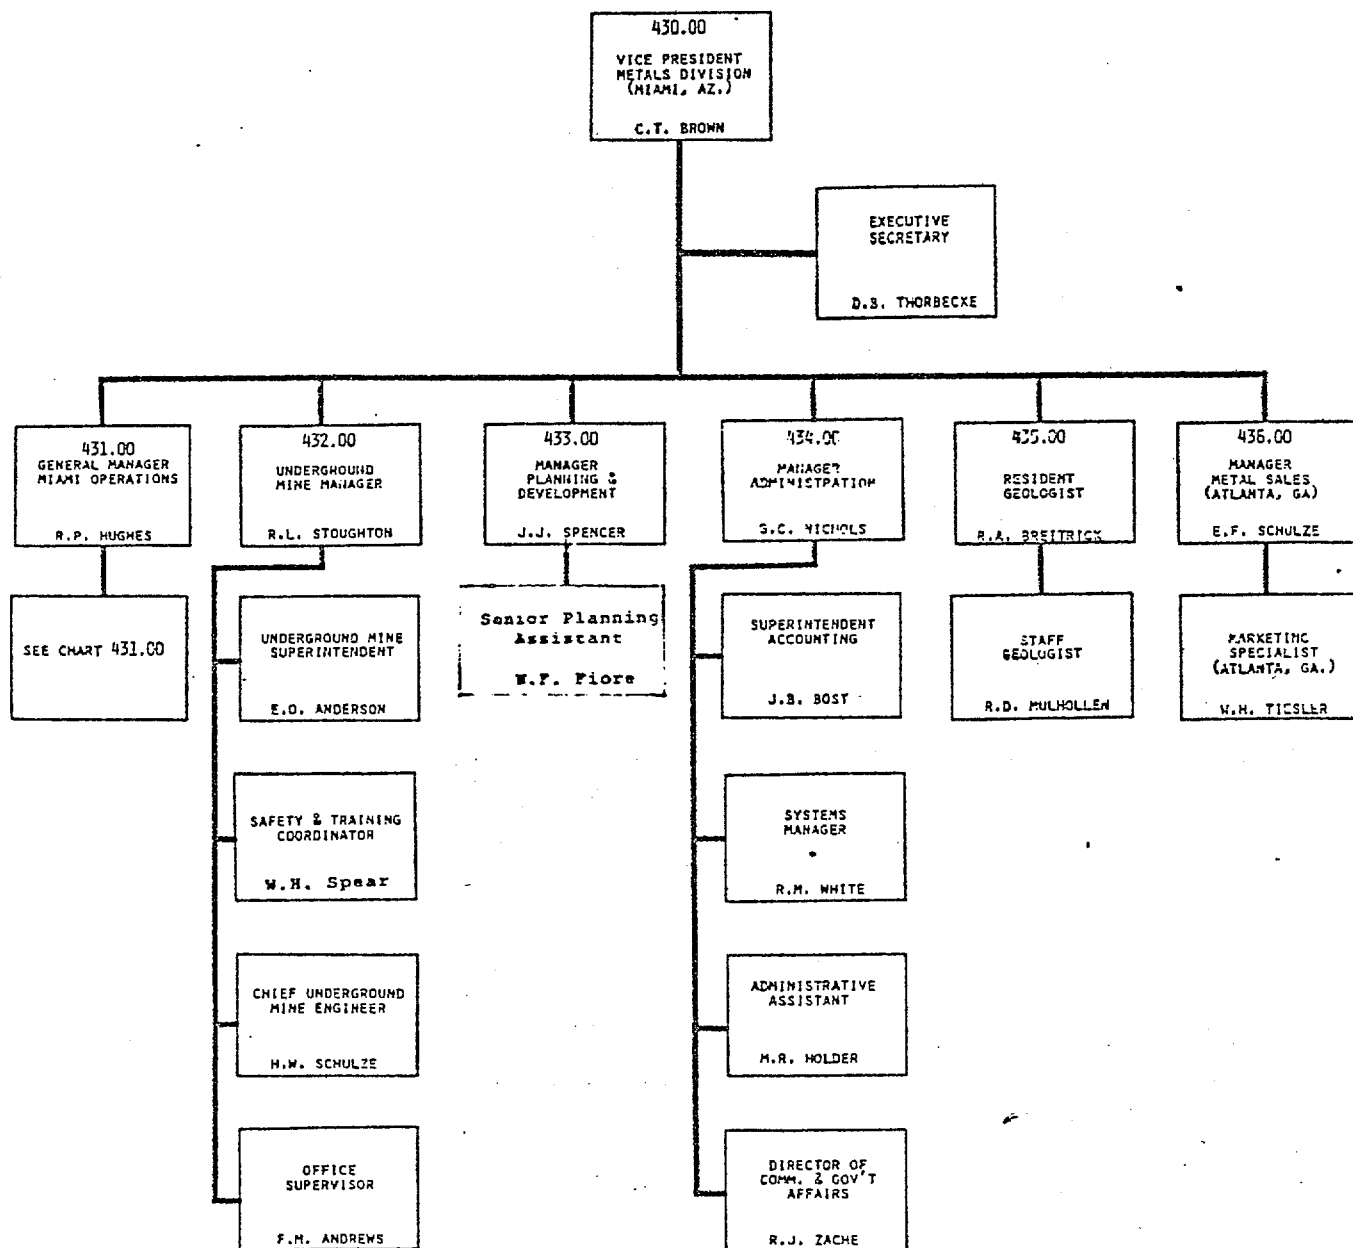 430.00
VICE PRESIDENT
METALS DIVISION
(MIAMI, AZ.)
C.T. BROWN
EXECUTIVE
SECRETARY
D.B. THORBECKE
431.00
GENERAL MANAGER
MIAMI OPERATIONS
R.P. HUGHES
432.00
UNDERGROUND
MINE MANAGER
R.L. STOUGHTON
433.00
MANAGER
PLANNING &
DEVELOPMENT
J.J. SPENCER
434.00
MANAGER
ADMINISTRATION
G.C. NICHOLS
435.00
RESIDENT
GEOLOGIST
R.A. BREITRICK
436.00
MANAGER
METAL SALES
(ATLANTA, GA)
E.F. SCHULZE
SEE CHART 431.00
UNDERGROUND MINE
SUPERINTENDENT
E.O. ANDERSON
SAFETY & TRAINING
COORDINATOR
W.H. Spear
CHIEF UNDERGROUND
MINE ENGINEER
H.W. SCHULZE
OFFICE
SUPERVISOR
F.M. ANDREWS
Senior Planning
Assistant
W.F. Fiore
SUPERINTENDENT
ACCOUNTING
J.B. BOST
SYSTEMS
MANAGER
R.M. WHITE
ADMINISTRATIVE
ASSISTANT
M.R. HOLDER
DIRECTOR OF
COMM. & GOV'T
AFFAIRS
R.J. ZACHE
STAFF
GEOLOGIST
R.D. MULHOLLEN
MARKETING
SPECIALIST
(ATLANTA, GA.)
W.H. TIESLER